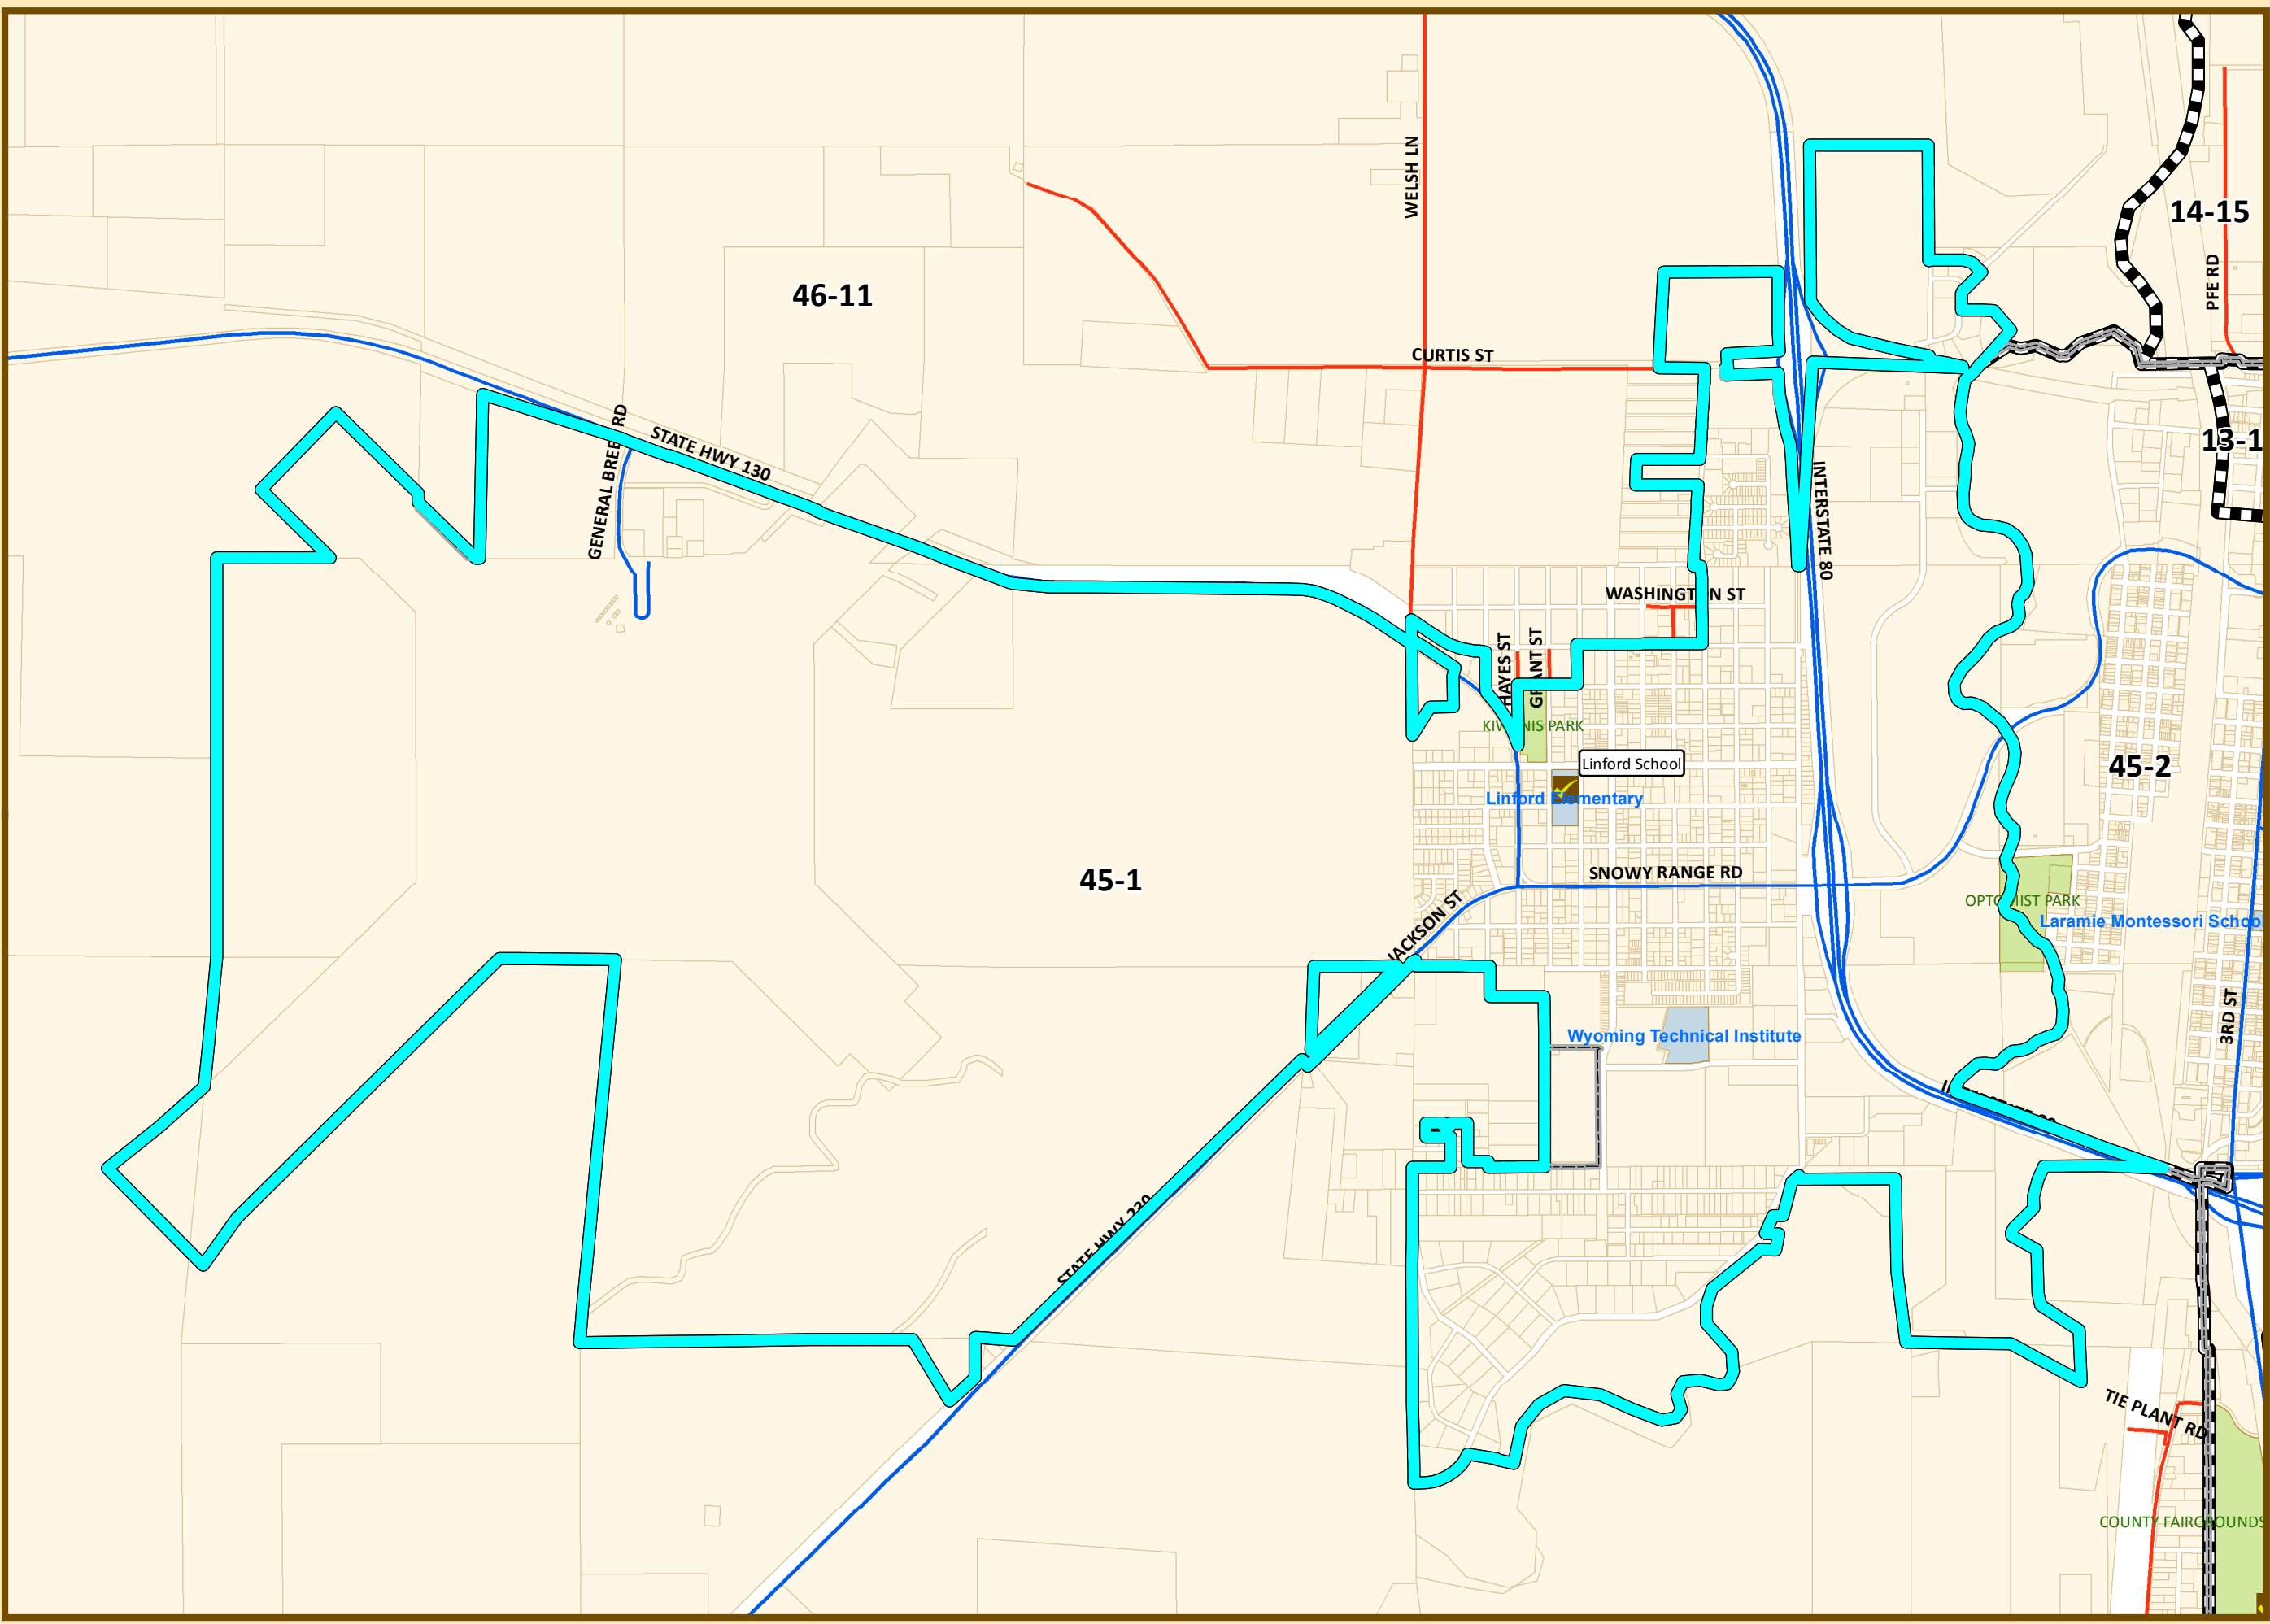 WELSH LN
14-15
PFE RD
46-11
CURTIS ST
STATE HWY 130
13-1
GENERAL BREE RD
INTERSTATE 80
WASHINGTON ST
HAYES ST
GRANT ST
KIWANIS PARK
Linford School
45-2
Linford Elementary
SNOWY RANGE RD
45-1
OPTOMIST PARK
Laramie Montessori School
JACKSON ST
3RD ST
Wyoming Technical Institute
STATE HWY 230
TIE PLANT RD
COUNTY FAIRGROUNDS